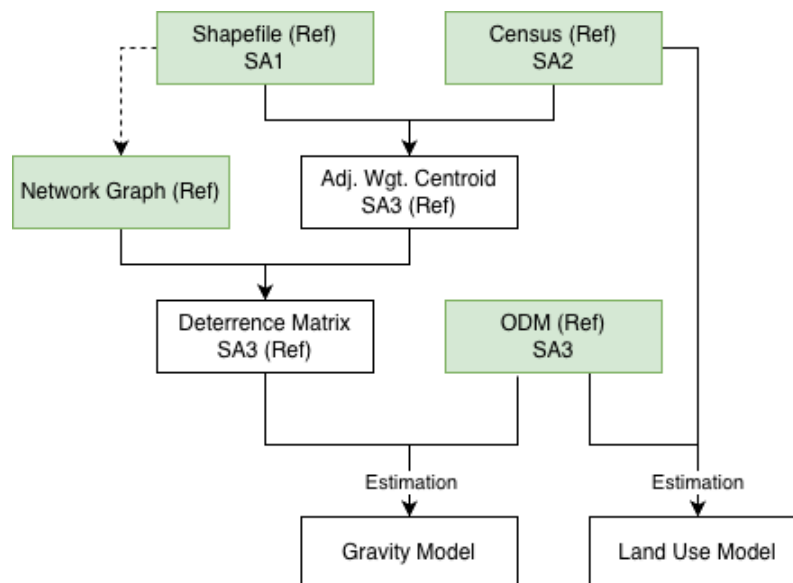 Shapefile (Ref)
SA1
Census (Ref)
SA2
Network Graph (Ref)
Adj. Wgt. Centroid
SA3 (Ref)
Deterrence Matrix
SA3 (Ref)
ODM (Ref)
SA3
Estimation
Estimation
Gravity Model
Land Use Model